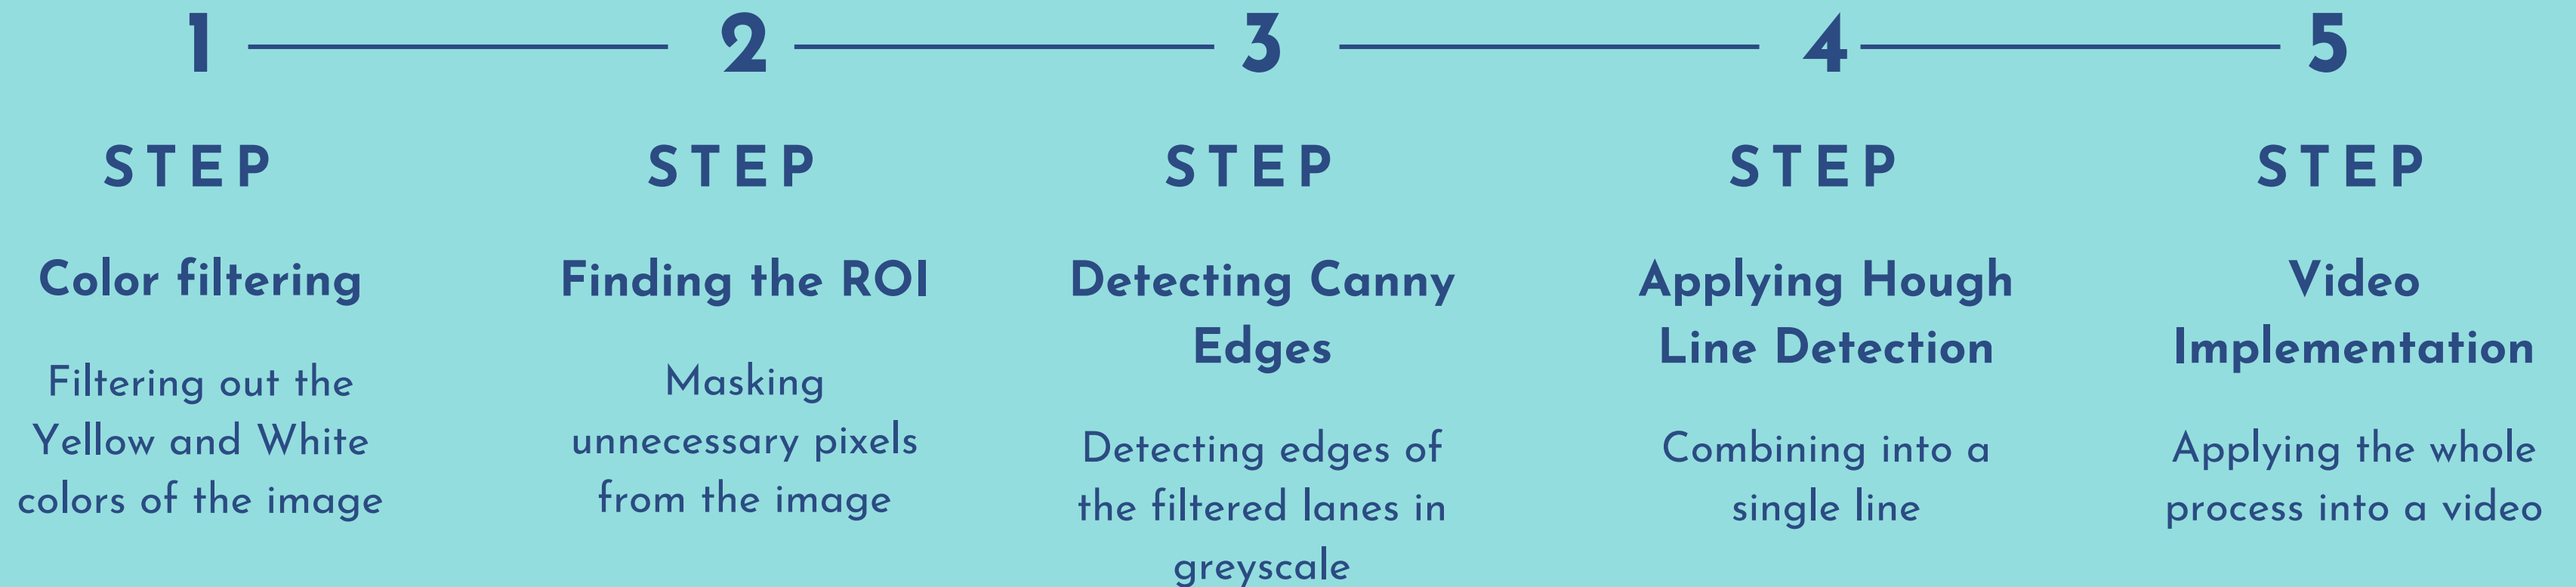 1
2
3
4
5
STEP
STEP
STEP
STEP
STEP
Color filtering
Filtering out the
Yellow and White
colors of the image
Finding the ROI
Masking
unnecessary pixels
from the image
Detecting Canny
Edges
Detecting edges of
the filtered lanes in
greyscale
Applying Hough
Line Detection
Combining into a
single line
Video
Implementation
Applying the whole
process into a video